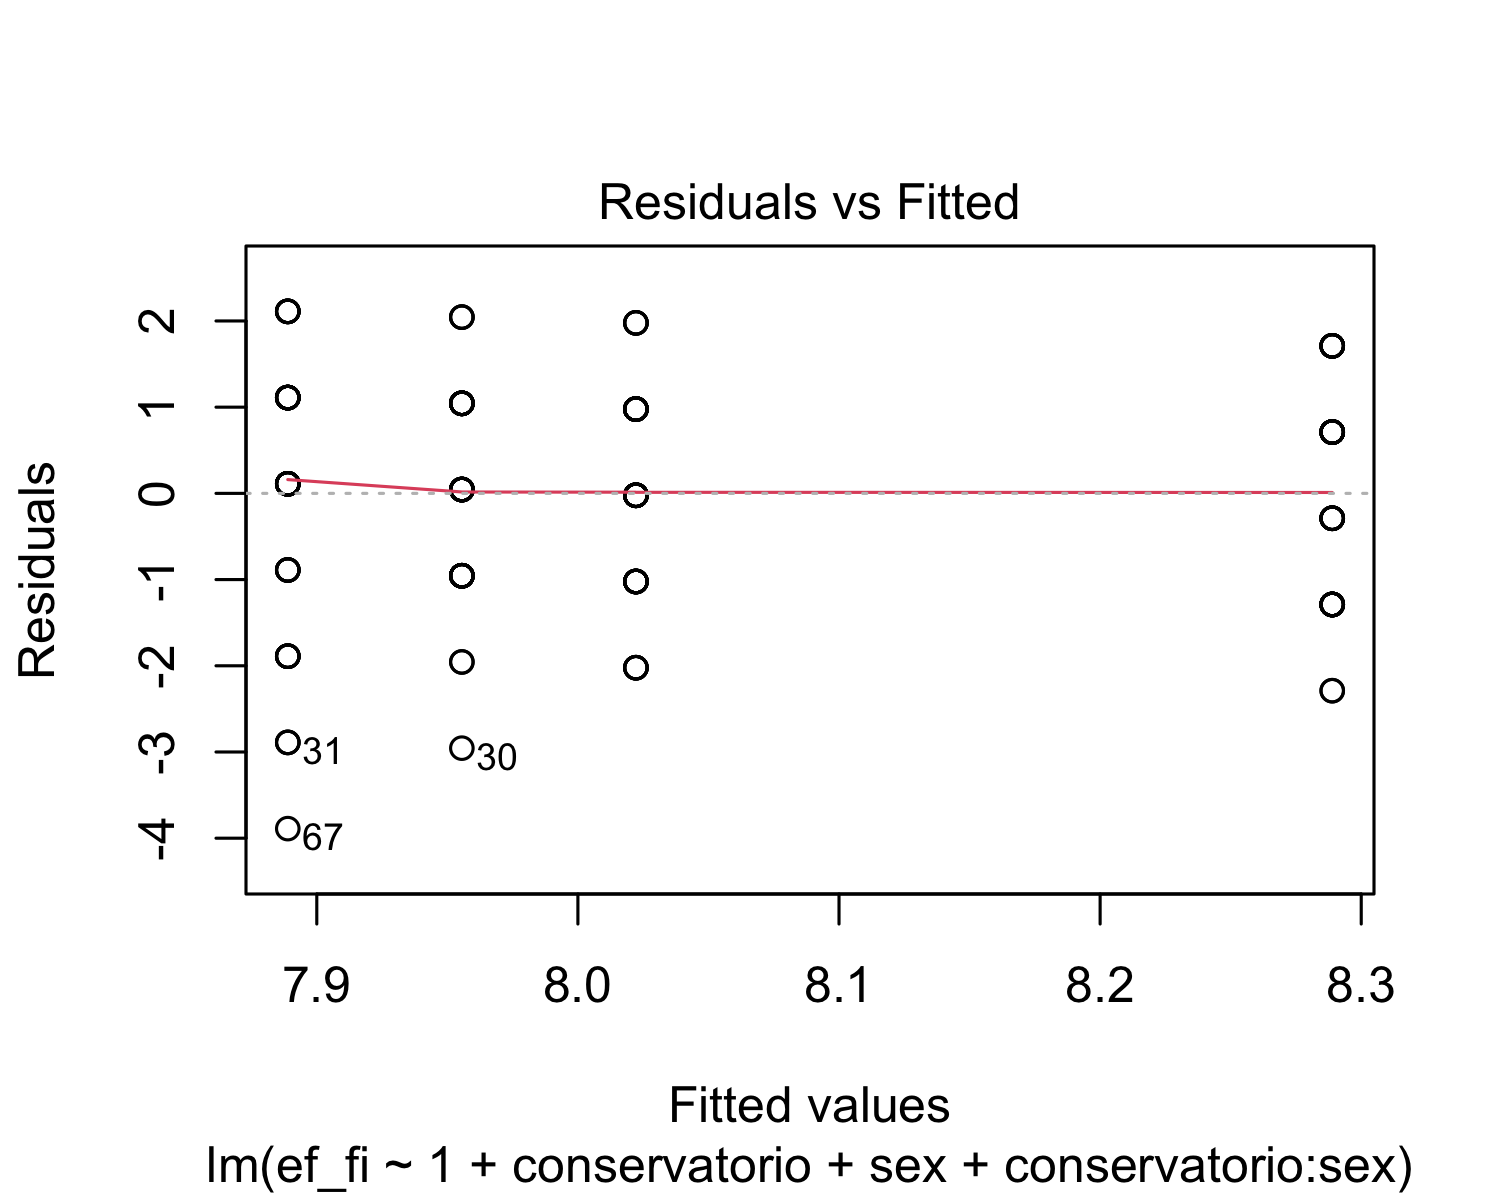 Residuals vs Fitted
Residuals
2
1
0
-1
-2
-3
-4
31
30
67
7.9 8.0 8.1 8.2 8.3
Fitted values
lm(ef_fi ~ 1 + conservatorio + sex + conservatorio:sex)